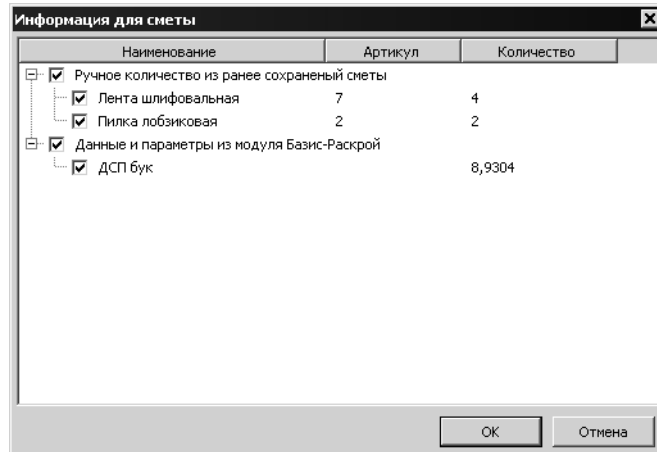 Информация для сметы
Наименование Артикул Количество
Ручное количество из ранее сохраненый сметы
Лента шлифовальная 7 4
Пилка лобзиковая 2 2
Данные и параметры из модуля Базис-Раскрой
ДСП бук 8,9304
OK Отмена